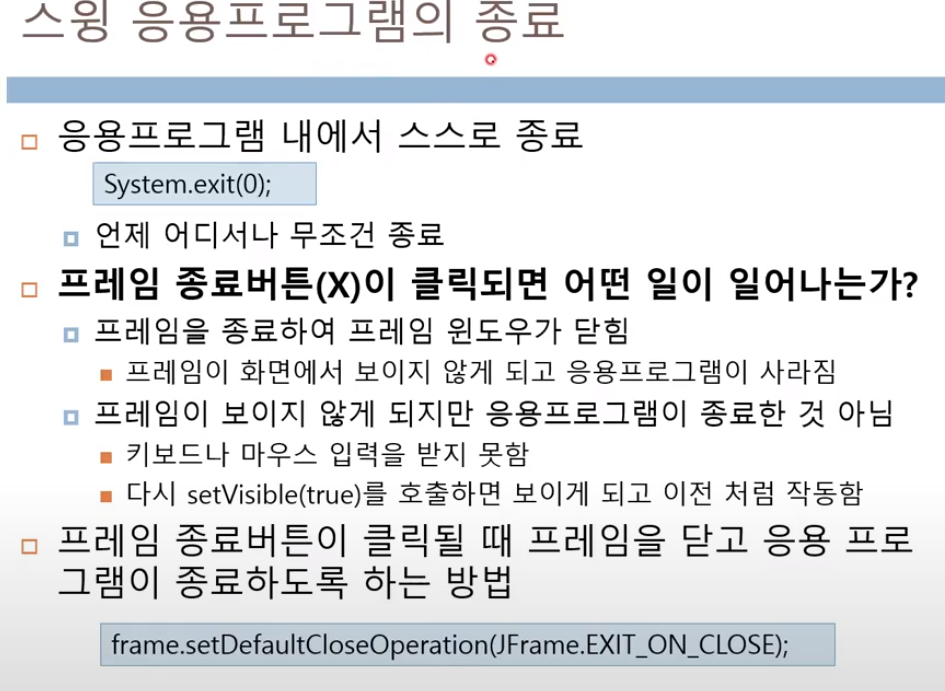 스윙 응용프로그램의 종료
응용프로그램 내에서 스스로 종료
System.exit(0);
언제 어디서나 무조건 종료
프레임 종료버튼(X)이 클릭되면 어떤 일이 일어나는가?
프레임을 종료하여 프레임 윈도우가 닫힘
프레임이 화면에서 보이지 않게 되고 응용프로그램이 사라짐
프레임이 보이지 않게 되지만 응용프로그램이 종료한 것 아님
키보드나 마우스 입력을 받지 못함
다시 setVisible(true)를 호출하면 보이게 되고 이전 처럼 작동함
프레임 종료버튼이 클릭될 때 프레임을 닫고 응용 프로
그램이 종료하도록 하는 방법
frame.setDefaultCloseOperation(JFrame.EXIT_ON_CLOSE);